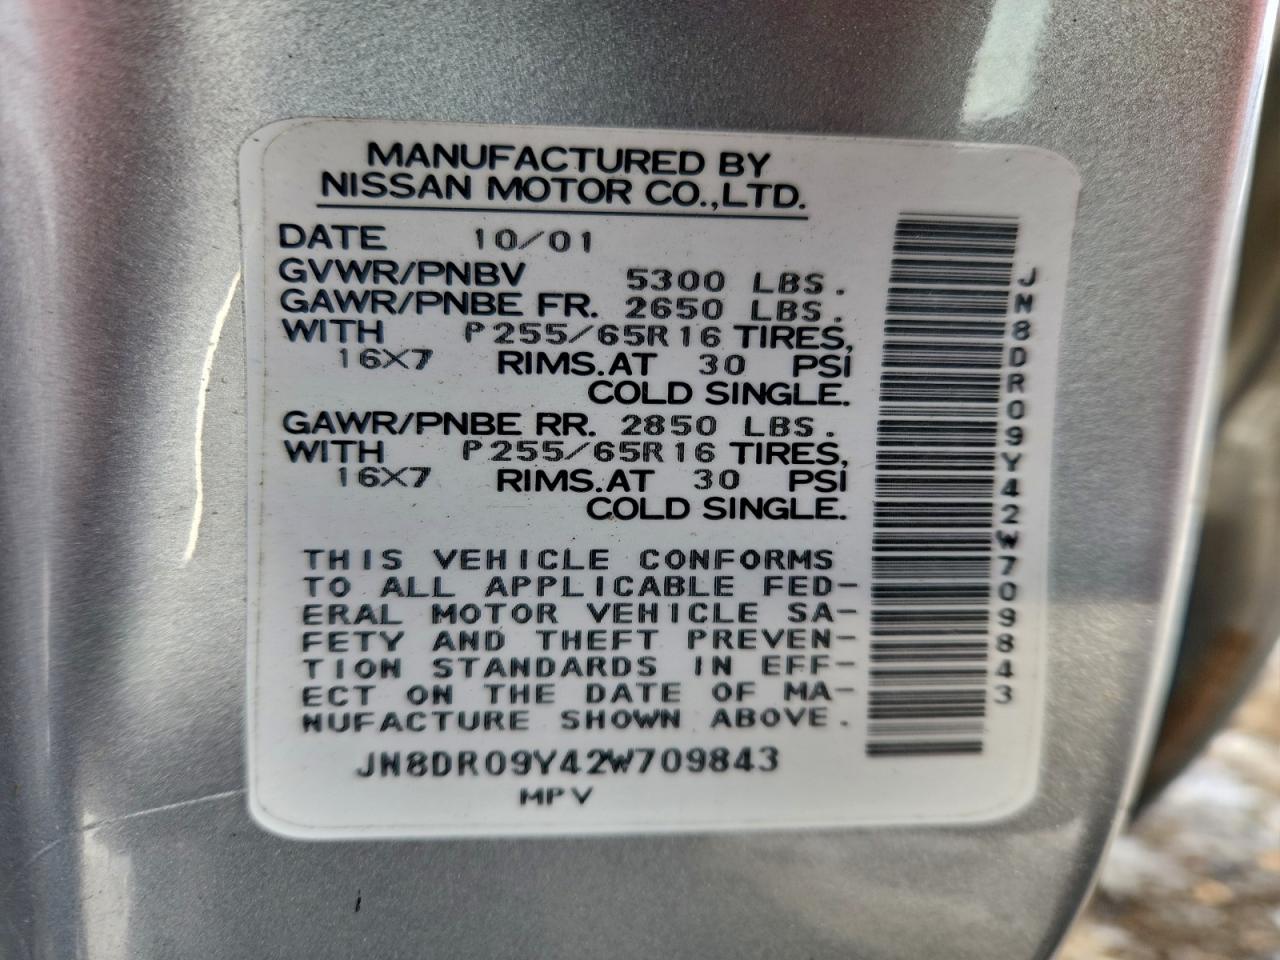 MANUFACTURED BY
NISSAN MOTOR CO.,LTD.
DATE 10/01
GVWR/PNBV 5300 LBS.
GAWR/PNBE FR. 2650 LBS.
WITH P255/65R16 TIRES,
16X7 RIMS.AT 30 PSI
COLD SINGLE.
GAWR/PNBE RR. 2850 LBS.
WITH P255/65R16 TIRES,
16X7 RIMS.AT 30 PSI
COLD SINGLE.
THIS VEHICLE CONFORMS
TO ALL APPLICABLE FED-
ERAL MOTOR VEHICLE SA-
FETY AND THEFT PREVEN-
TION STANDARDS IN EFF-
ECT ON THE DATE OF MA-
NUFACTURE SHOWN ABOVE.
JN8DR09Y42W709843
MPV
JN8DR09Y42W709843